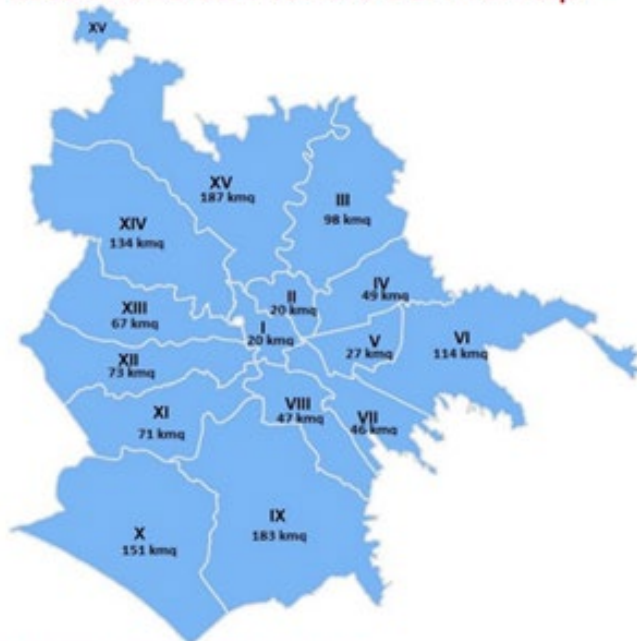 XV
XV
187 kmq
III
98 kmq
XIV
134 kmq
IV
49 kmq
II
20 kmq
XIII
67 kmq
I
20 kmq
V
27 kmq
VI
114 kmq
XII
73 kmq
XI
71 kmq
VIII
47 kmq
VII
46 kmq
IX
183 kmq
X
151 kmq